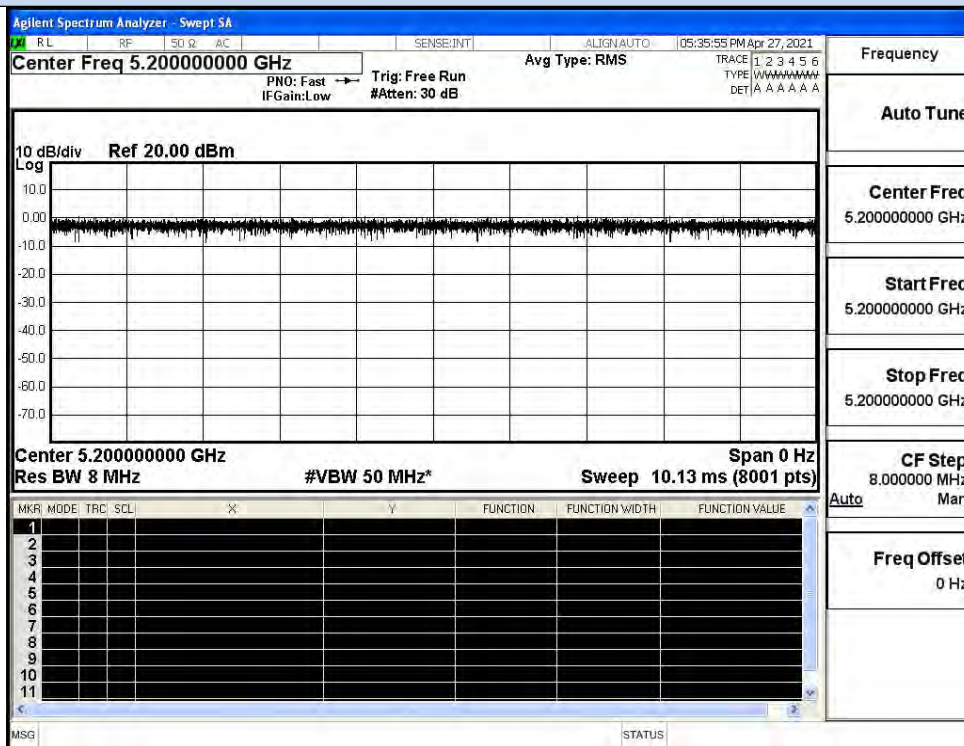 Agilent Spectrum Analyzer - Swept SA
LXI RL RF 50 Ω AC SENSE:INT ALIGNAUTO 05:35:55 PM Apr 27, 2021
Center Freq 5.200000000 GHz Avg Type: RMS TRACE 1 2 3 4 5 6
PNO: Fast Trig: Free Run TYPE WWWWWW
IFGain:Low #Atten: 30 dB DET A A A A A A
10 dB/div Ref 20.00 dBm
Log
10.0
0.00
-10.0
-20.0
-30.0
-40.0
-50.0
-60.0
-70.0
Center 5.200000000 GHz Span 0 Hz
Res BW 8 MHz #VBW 50 MHz* Sweep 10.13 ms (8001 pts)
MKR MODE TRC SCL X Y FUNCTION FUNCTION WIDTH FUNCTION VALUE
1
2
3
4
5
6
7
8
9
10
11
MSG STATUS
Frequency
Auto Tune
Center Freq
5.200000000 GHz
Start Freq
5.200000000 GHz
Stop Freq
5.200000000 GHz
CF Step
8.000000 MHz
Auto Man
Freq Offset
0 Hz